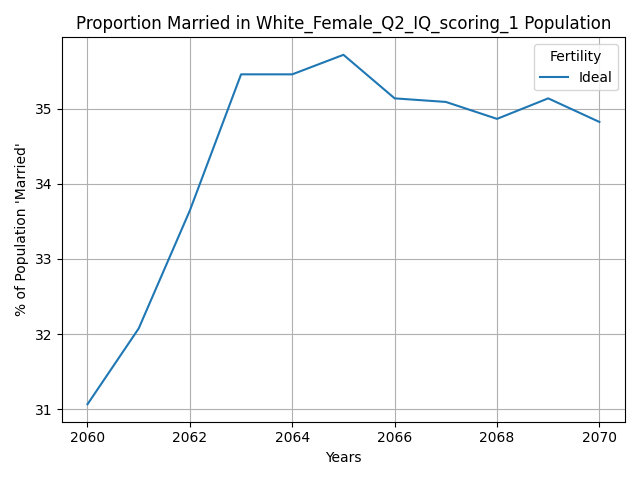 Proportion Married in White_Female_Q2_IQ_scoring_1 Population
Fertility
Ideal
% of Population 'Married'
35
34
33
32
31
2060 2062 2064 2066 2068 2070
Years